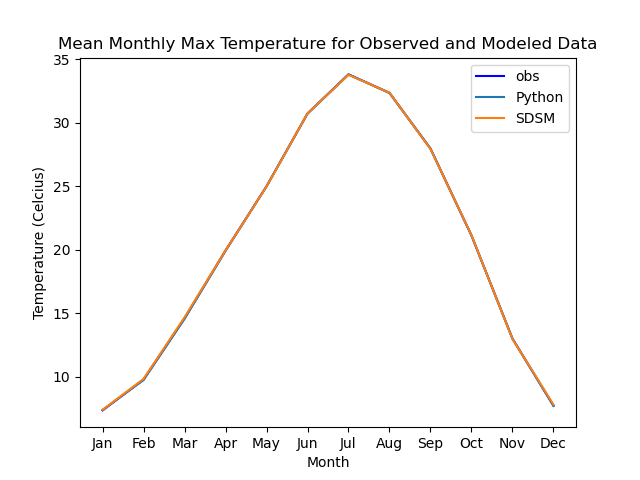 Mean Monthly Max Temperature for Observed and Modeled Data
obs
Python
SDSM
Temperature (Celcius)
35
30
25
20
15
10
Jan Feb Mar Apr May Jun Jul Aug Sep Oct Nov Dec
Month